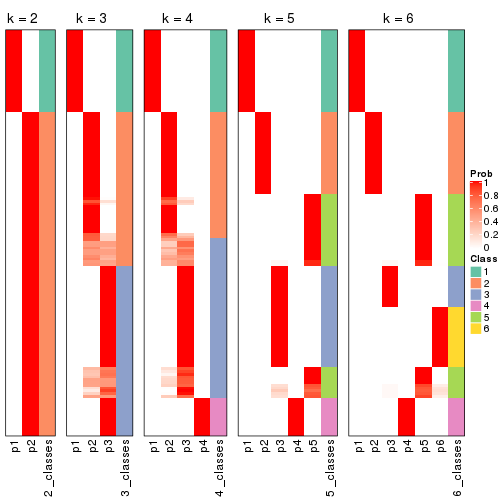 k = 2
k = 3
k = 4
k = 5
k = 6
Prob
1
0.8
0.6
0.4
0.2
0
Class
1
2
3
4
5
6
p1
p2
2_classes
p1
p2
p3
3_classes
p1
p2
p3
p4
4_classes
p1
p2
p3
p4
p5
5_classes
p1
p2
p3
p4
p5
p6
6_classes